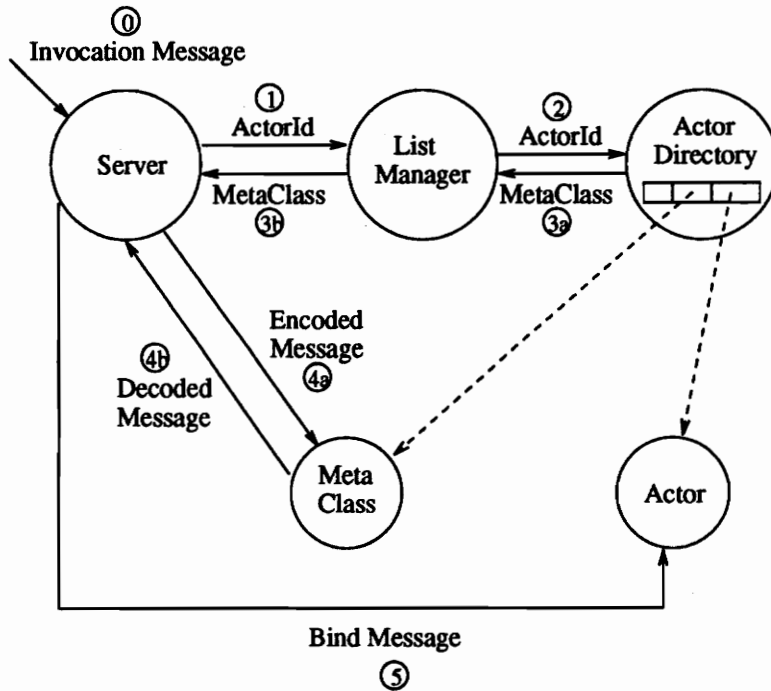 0
Invocation Message
Server
1
ActorId
MetaClass
3b
List
Manager
2
ActorId
MetaClass
3a
Actor
Directory
Encoded
Message
4a
4b
Decoded
Message
Meta
Class
Actor
Bind Message
5